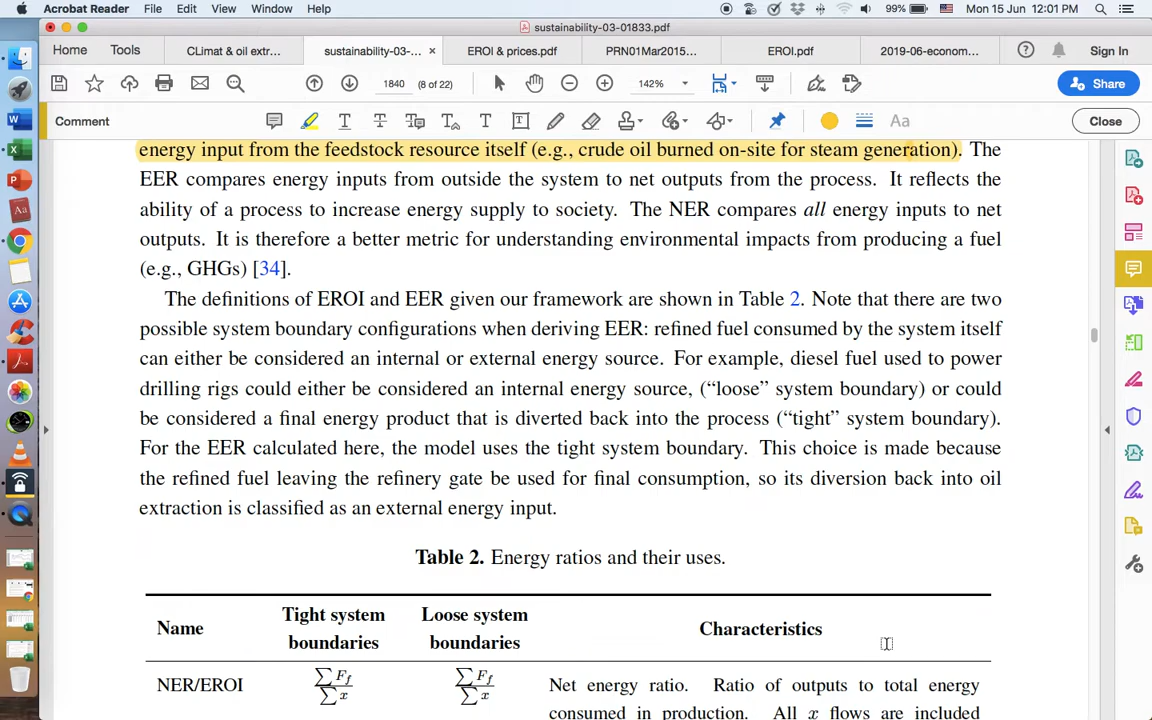 Acrobat Reader File Edit View Window Help 99% Mon 15 Jun 12:01 PM
sustainability-03-01833.pdf
Home Tools CLimat & oil extr... sustainability-03-... × EROI & prices.pdf PRN01Mar2015... EROI.pdf 2019-06-econom... Sign In
1840 (8 of 22) 142% Share
Comment Aa Close
energy input from the feedstock resource itself (e.g., crude oil burned on-site for steam generation). The
EER compares energy inputs from outside the system to net outputs from the process. It reflects the
ability of a process to increase energy supply to society. The NER compares all energy inputs to net
outputs. It is therefore a better metric for understanding environmental impacts from producing a fuel
(e.g., GHGs) [34].
The definitions of EROI and EER given our framework are shown in Table 2. Note that there are two
possible system boundary configurations when deriving EER: refined fuel consumed by the system itself
can either be considered an internal or external energy source. For example, diesel fuel used to power
drilling rigs could either be considered an internal energy source, (“loose” system boundary) or could
be considered a final energy product that is diverted back into the process (“tight” system boundary).
For the EER calculated here, the model uses the tight system boundary. This choice is made because
the refined fuel leaving the refinery gate be used for final consumption, so its diversion back into oil
extraction is classified as an external energy input.
Table 2. Energy ratios and their uses.
Name Tight system boundaries Loose system boundaries Characteristics
NER/EROI ∑ F_f / ∑ x ∑ F_f / ∑ x Net energy ratio. Ratio of outputs to total energy
consumed in production. All x flows are included